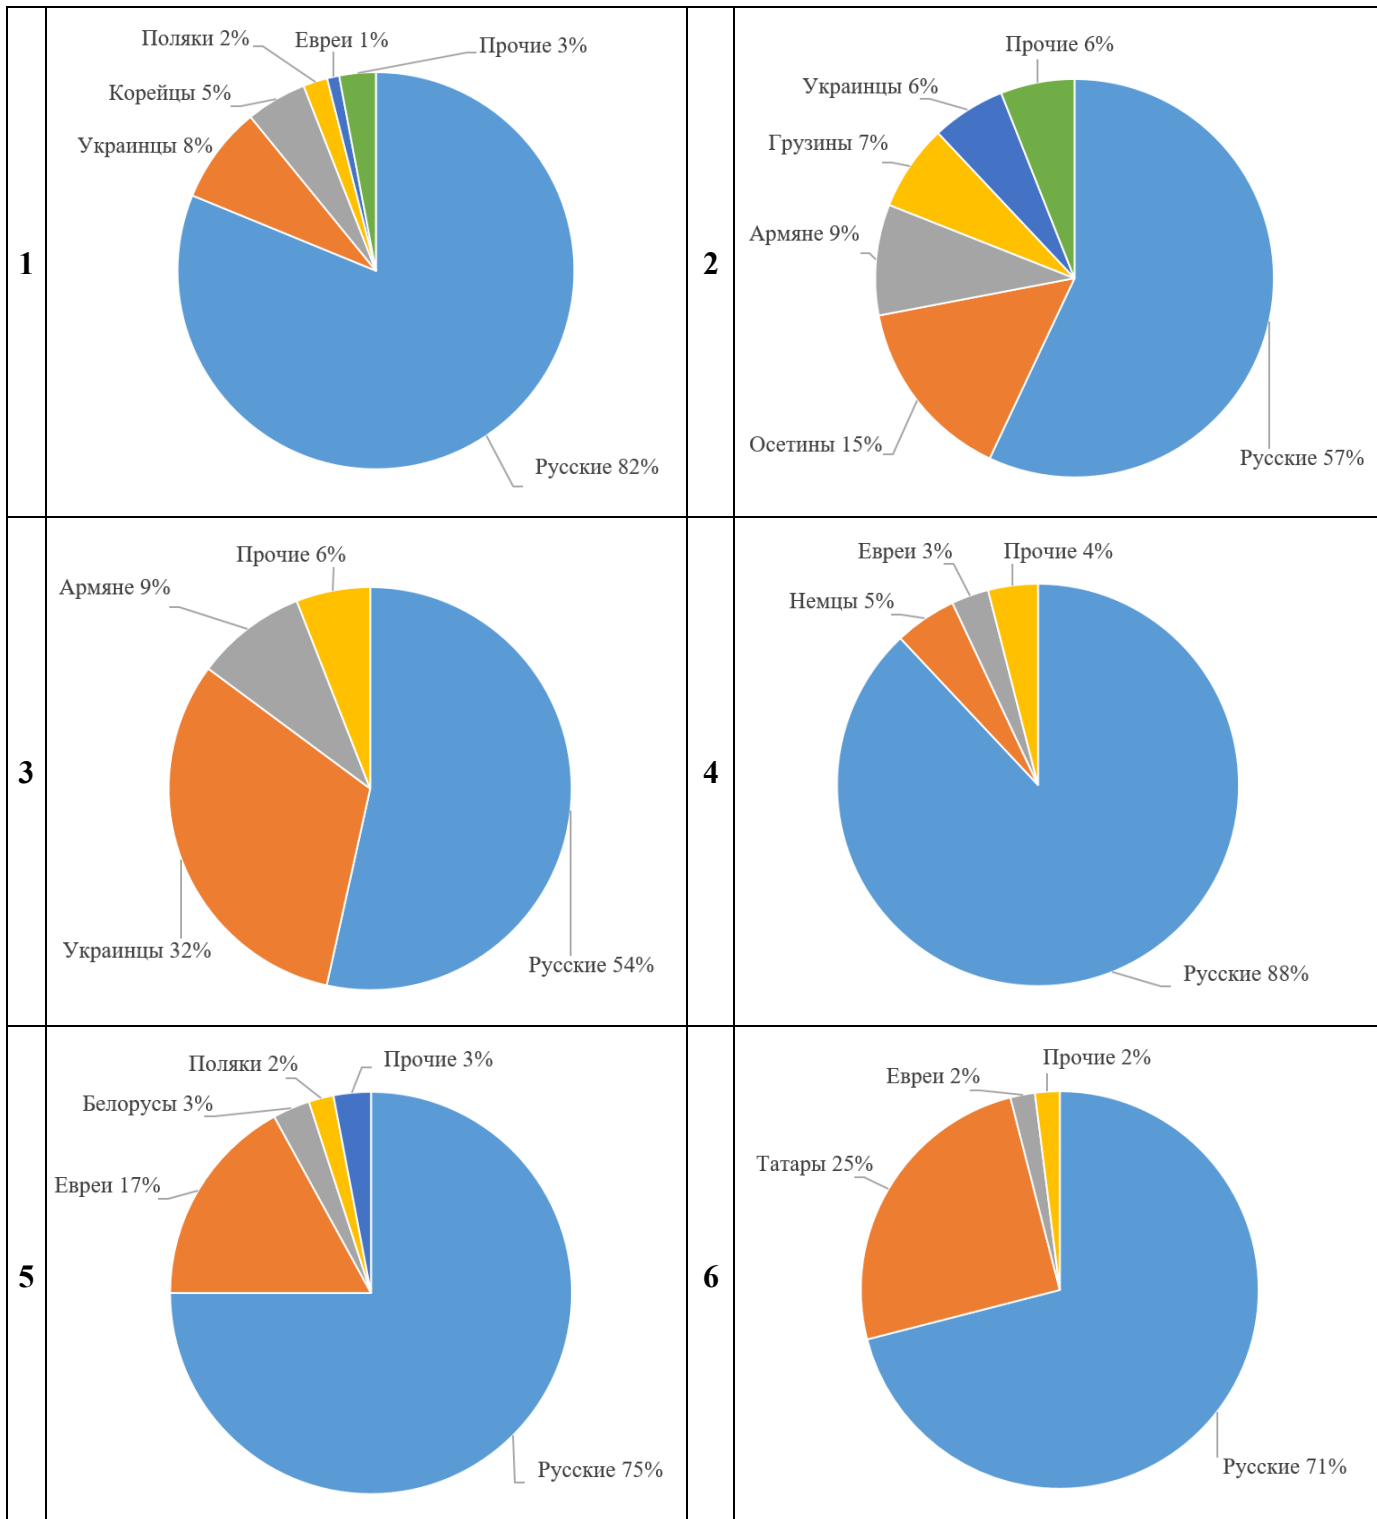 1
Поляки 2%
Евреи 1%
Прочие 3%
Корейцы 5%
Украинцы 8%
Русские 82%
2
Прочие 6%
Украинцы 6%
Грузины 7%
Армяне 9%
Осетины 15%
Русские 57%
3
Прочие 6%
Армяне 9%
Украинцы 32%
Русские 54%
4
Евреи 3%
Прочие 4%
Немцы 5%
Русские 88%
5
Поляки 2%
Прочие 3%
Белорусы 3%
Евреи 17%
Русские 75%
6
Прочие 2%
Евреи 2%
Татары 25%
Русские 71%